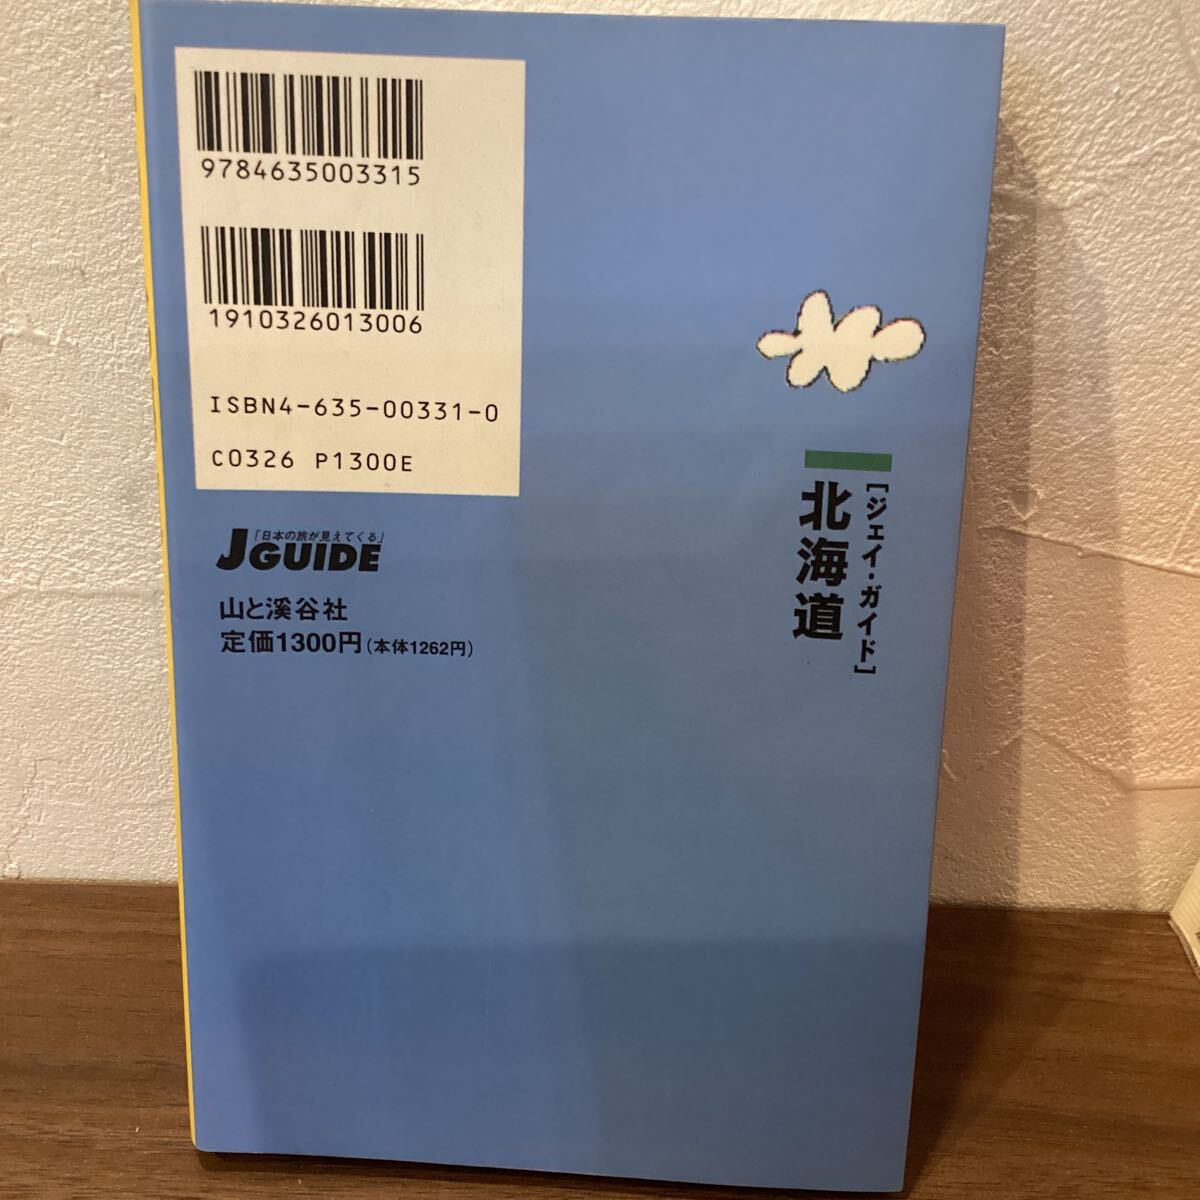 9784635003315
1910326013006
ISBN4-635-00331-0
C0326 P1300E
「日本の旅が見えてくる」
JGUIDE
山と溪谷社
定価1300円(本体1262円)
[ジェイ・ガイド]
北海道